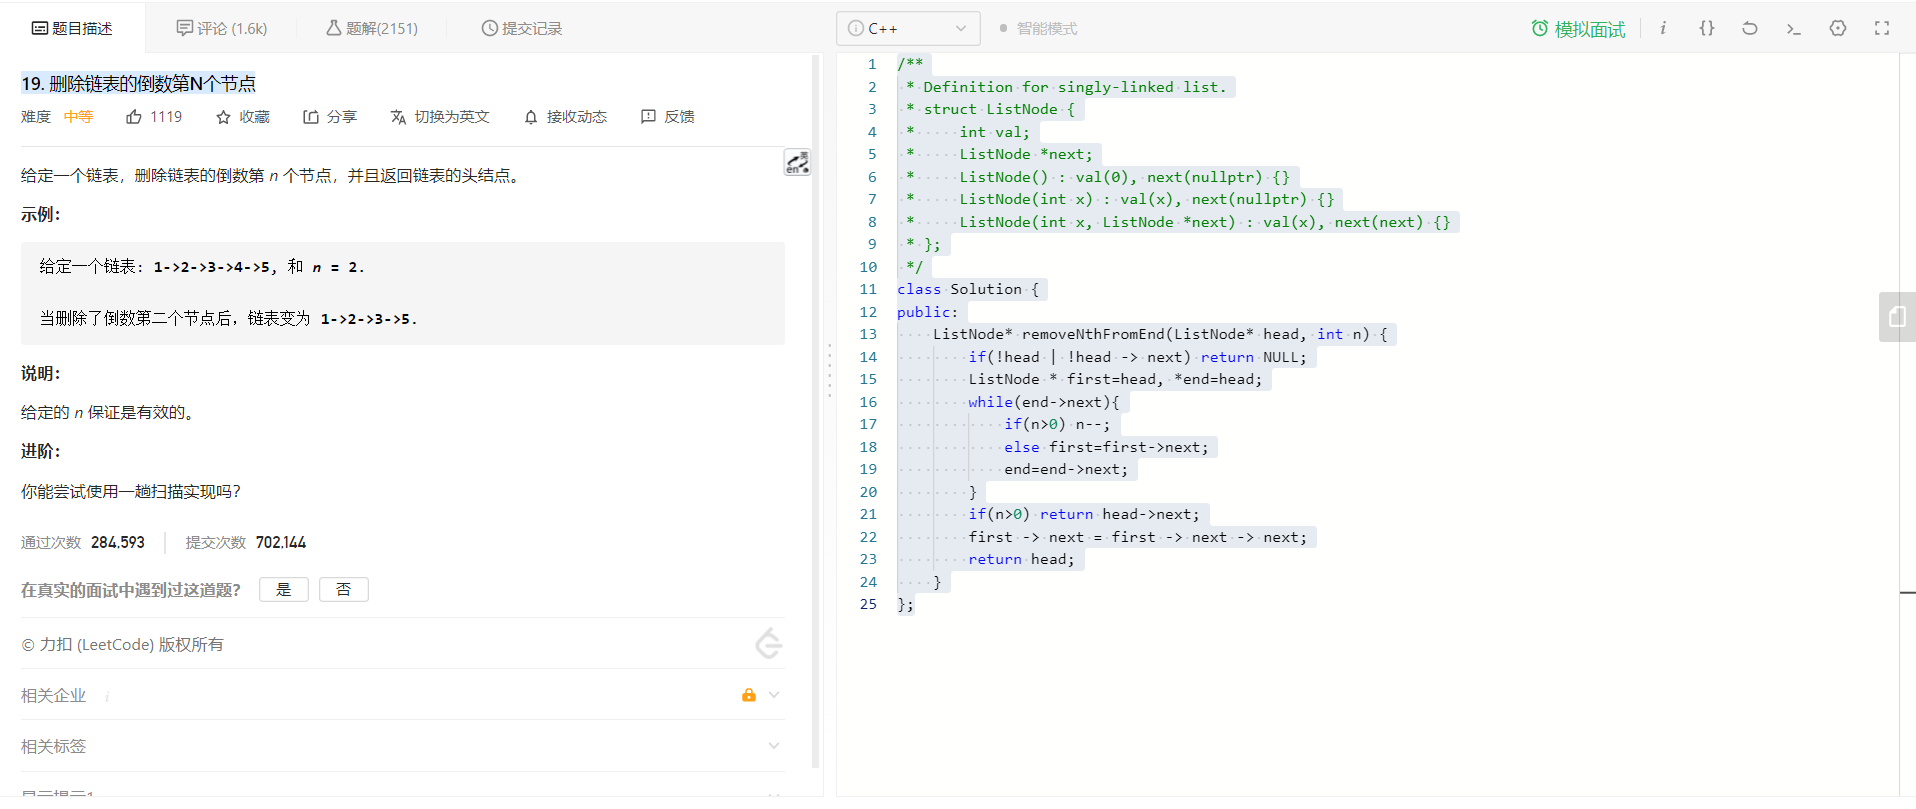 题目描述
评论 (1.6k)
题解(2151)
提交记录
19. 删除链表的倒数第N个节点
难度 中等 1119 收藏 分享 切换为英文 接收动态 反馈
给定一个链表，删除链表的倒数第 n 个节点，并且返回链表的头结点。
示例：
给定一个链表: 1->2->3->4->5, 和 n = 2.
当删除了倒数第二个节点后，链表变为 1->2->3->5.
说明：
给定的 n 保证是有效的。
进阶：
你能尝试使用一趟扫描实现吗？
通过次数 284,593 提交次数 702,144
在真实的面试中遇到过这道题？ 是 否
© 力扣 (LeetCode) 版权所有
相关企业 i
相关标签
显示提示1
C++
智能模式
模拟面试
1 /**
2 * Definition for singly-linked list.
3 * struct ListNode {
4 *     int val;
5 *     ListNode *next;
6 *     ListNode() : val(0), next(nullptr) {}
7 *     ListNode(int x) : val(x), next(nullptr) {}
8 *     ListNode(int x, ListNode *next) : val(x), next(next) {}
9 * };
10 */
11 class Solution {
12 public:
13     ListNode* removeNthFromEnd(ListNode* head, int n) {
14         if(!head | !head -> next) return NULL;
15         ListNode * first=head, *end=head;
16         while(end->next){
17             if(n>0) n--;
18             else first=first->next;
19             end=end->next;
20         }
21         if(n>0) return head->next;
22         first -> next = first -> next -> next;
23         return head;
24     }
25 };